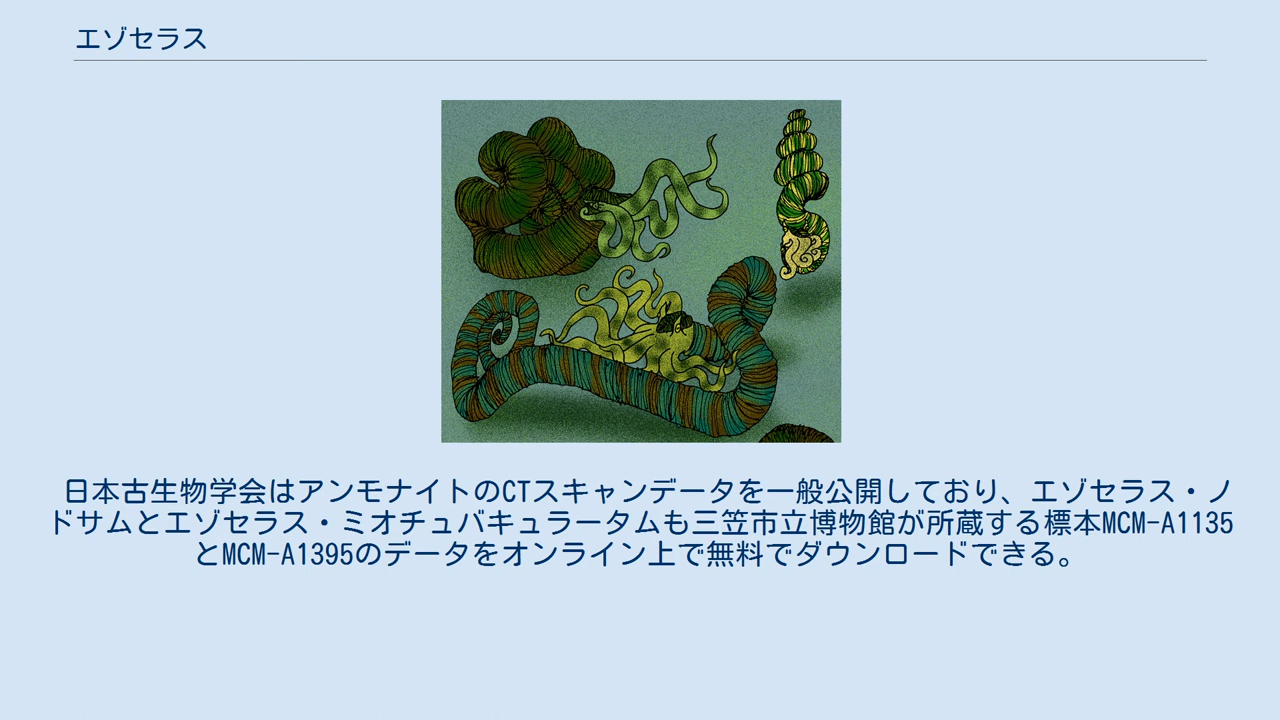 エゾセラス
日本古生物学会はアンモナイトのCTスキャンデータを一般公開しており、エゾセラス・ノ
ドサムとエゾセラス・ミオチュバキュラータムも三笠市立博物館が所蔵する標本MCM-A1135
とMCM-A1395のデータをオンライン上で無料でダウンロードできる。